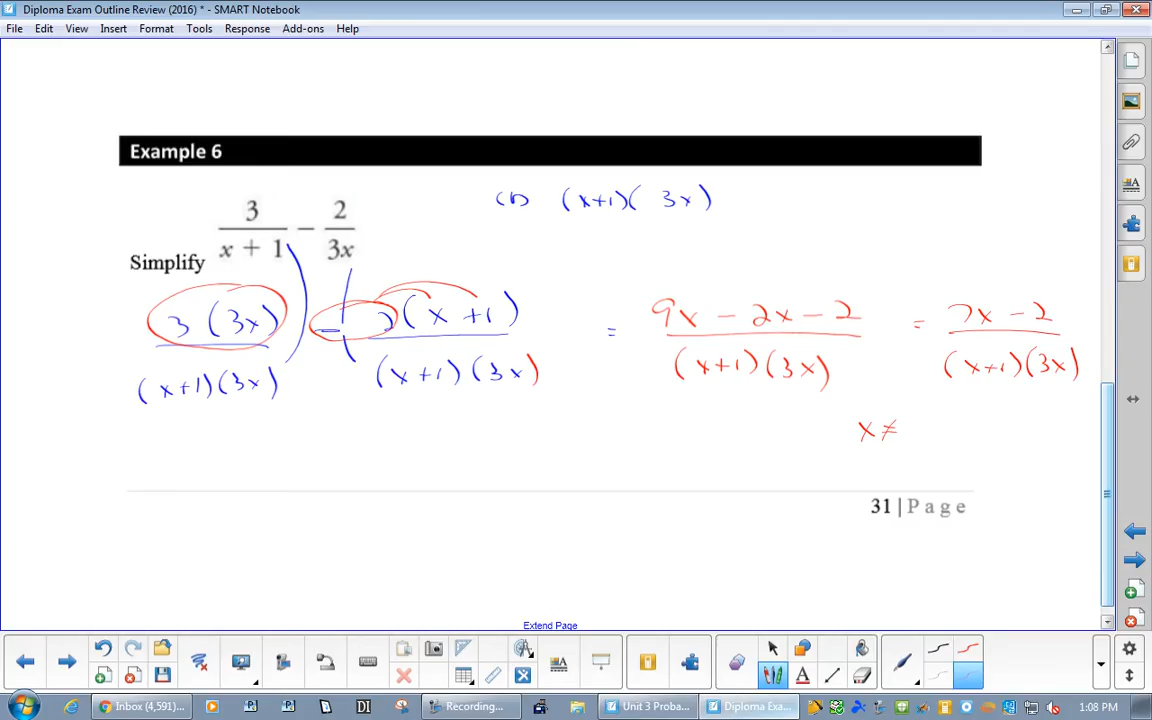 Diploma Exam Outline Review (2016) * - SMART Notebook
File Edit View Insert Format Tools Response Add-ons Help
Example 6
Simplify 3/(x + 1) − 2/(3x)
(x+1)( 3x)
3 (3x)/((x+1)(3x)) − 2(x+1)/((x+1)(3x)) = (9x − 2x − 2)/((x+1)(3x)) = (7x − 2)/((x+1)(3x))
x ≠
31 | Page
Extend Page
Inbox (4,591)...
Recording...
Unit 3 Proba...
Diploma Exa...
1:08 PM